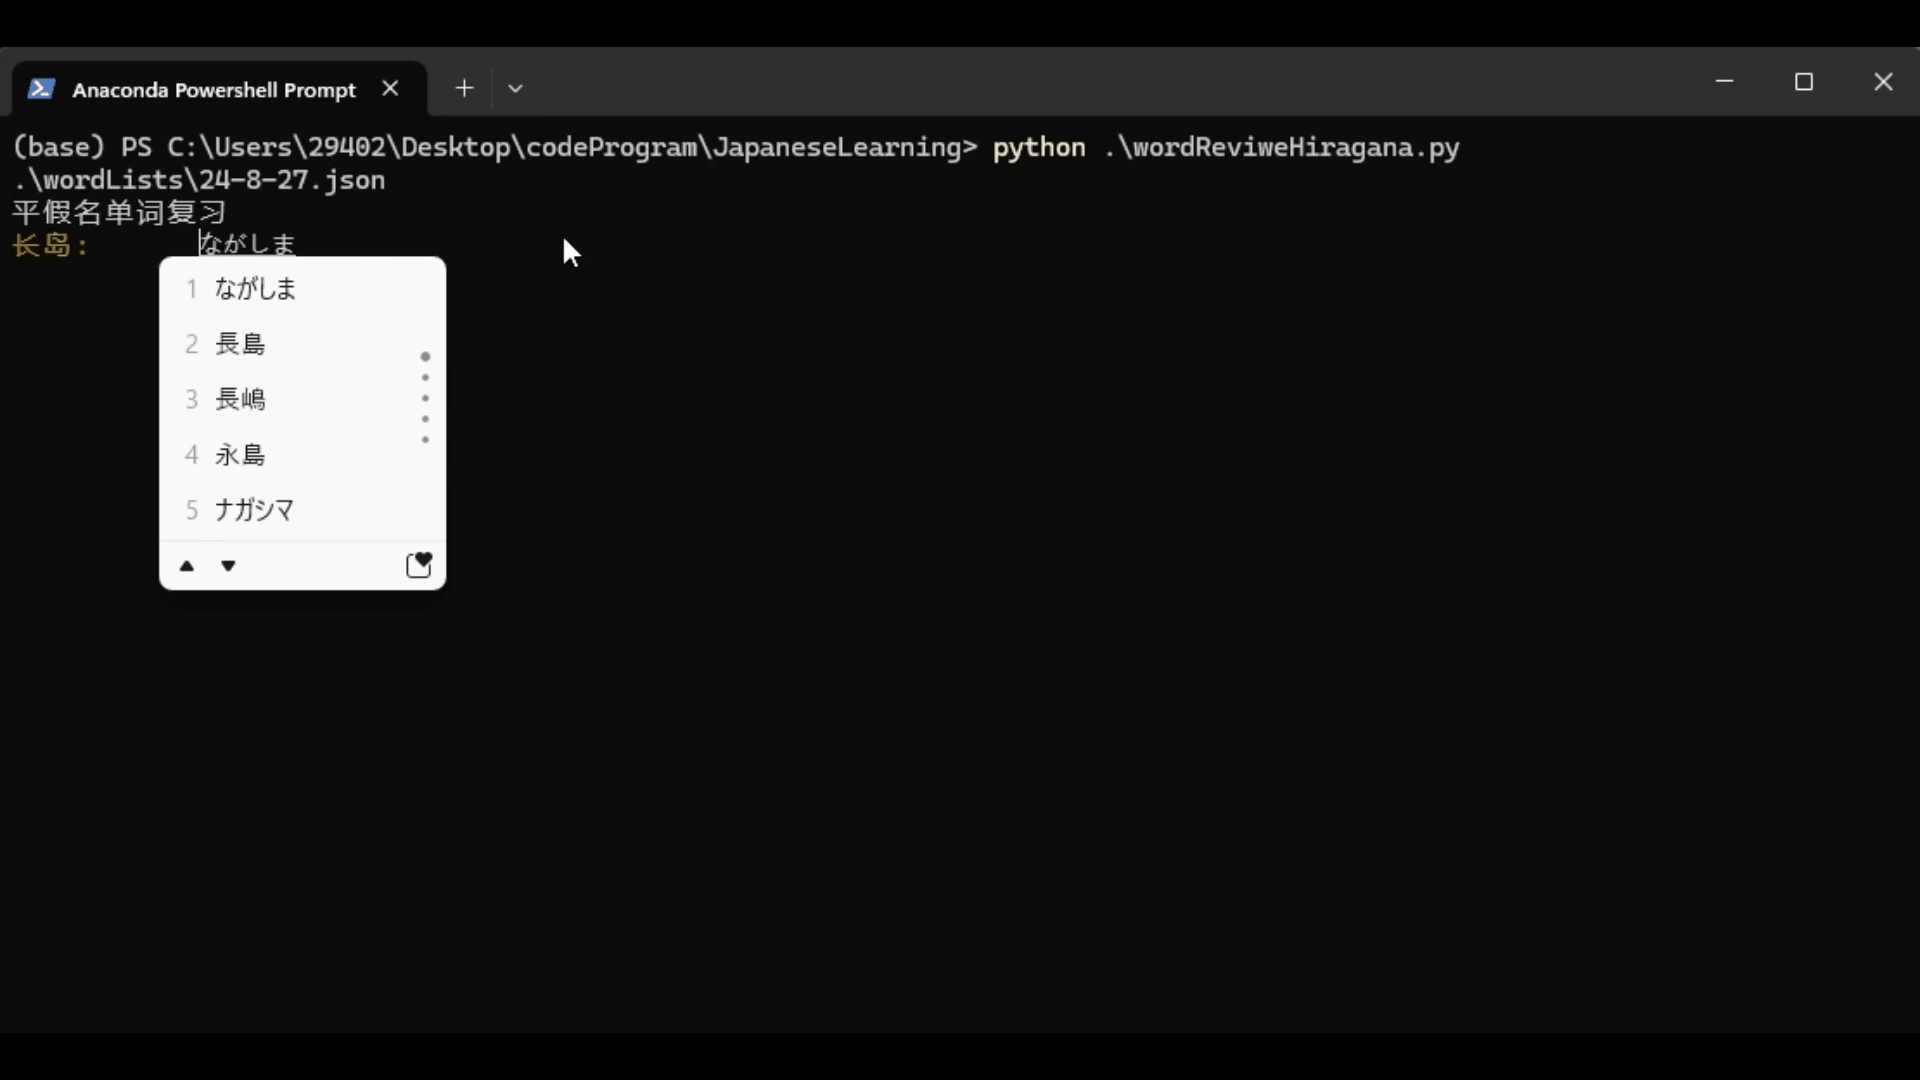 Anaconda Powershell Prompt
(base) PS C:\Users\29402\Desktop\codeProgram\JapaneseLearning> python .\wordReviweHiragana.py
.\wordLists\24-8-27.json
平假名单词复习
长岛: ながしま
1 ながしま
2 長島
3 長嶋
4 永島
5 ナガシマ